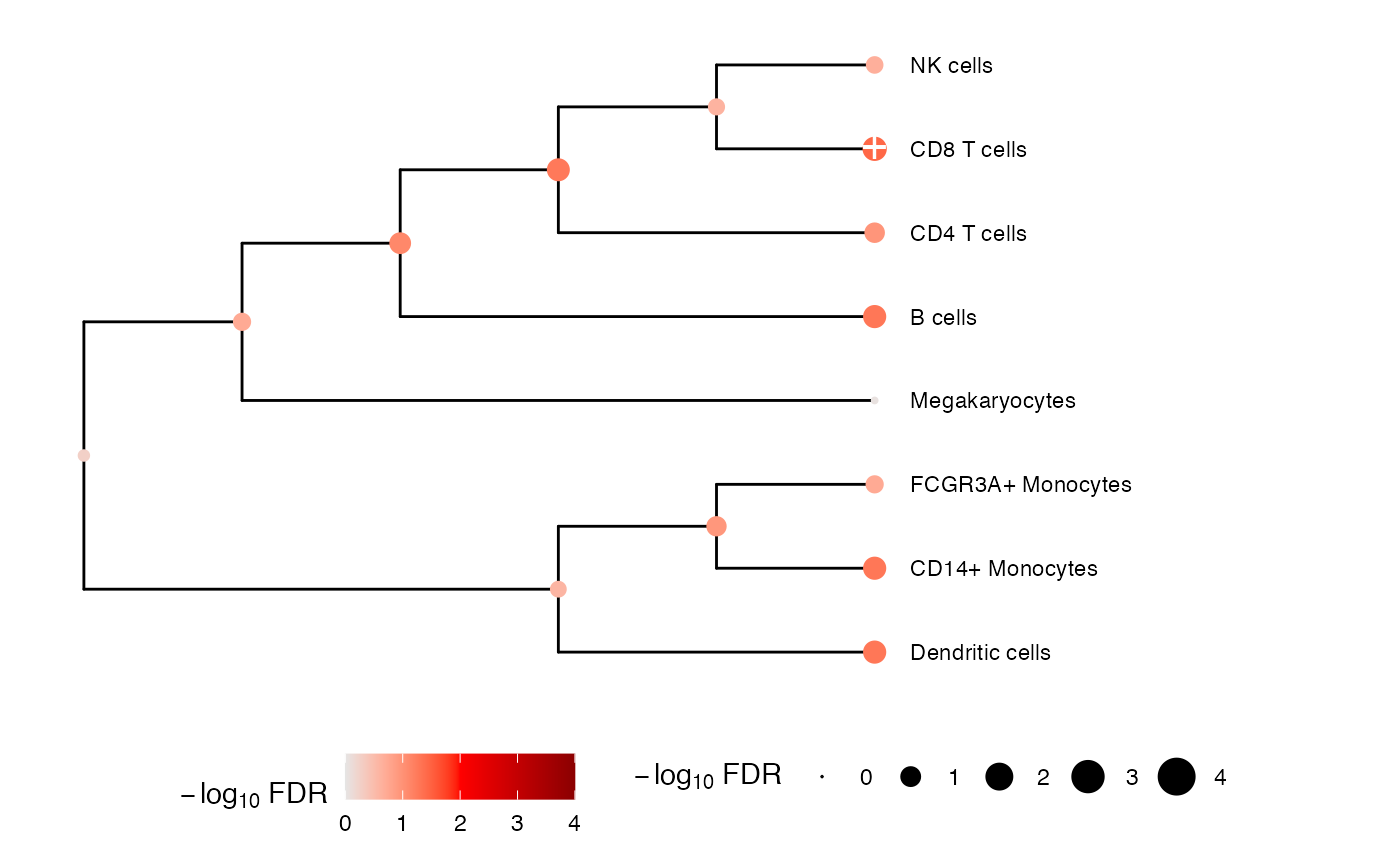 NK cells
CD8 T cells
CD4 T cells
B cells
Megakaryocytes
FCGR3A+ Monocytes
CD14+ Monocytes
Dendritic cells
−log₁₀ FDR
0 1 2 3 4
−log₁₀ FDR 0 1 2 3 4